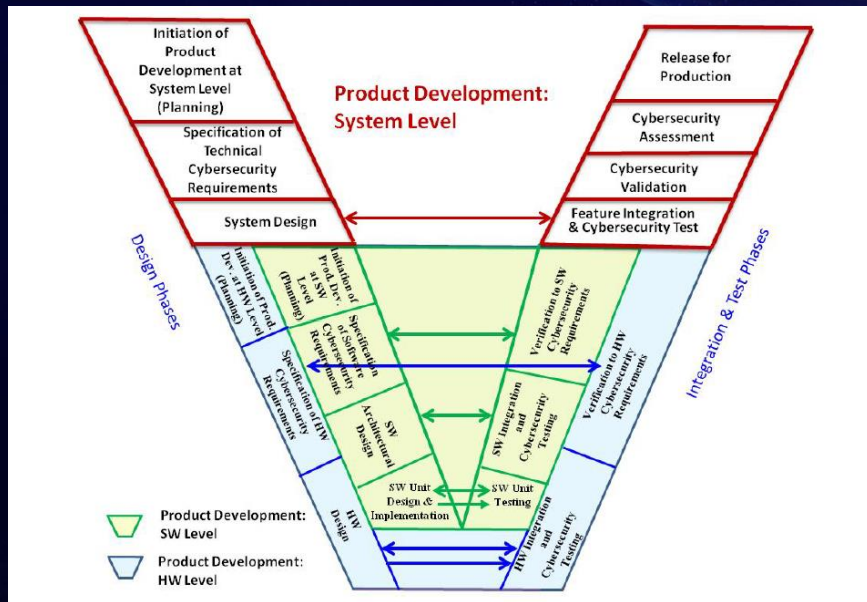 Initiation of
Product
Development at
System Level
(Planning)
Specification of
Technical
Cybersecurity
Requirements
System Design
Product Development:
System Level
Release for
Production
Cybersecurity
Assessment
Cybersecurity
Validation
Feature Integration
& Cybersecurity Test
Design Phases
Integration & Test Phases
Initiation of Prod.
Dev. at HW Level
(Planning)
Initiation of
Prod. Dev.
at SW
Level
(Planning)
Specification
of Software
Cybersecurity
Requirements
Specification of HW
Cybersecurity
Requirements
SW
Architectural
Design
SW Unit
Design &
Implementation
HW
Design
Verification to SW
Cybersecurity
Requirements
Verification to HW
Cybersecurity
Requirements
SW Integration
and
Cybersecurity
Testing
SW Unit
Testing
HW Integration
and
Cybersecurity
Testing
Product Development:
SW Level
Product Development:
HW Level